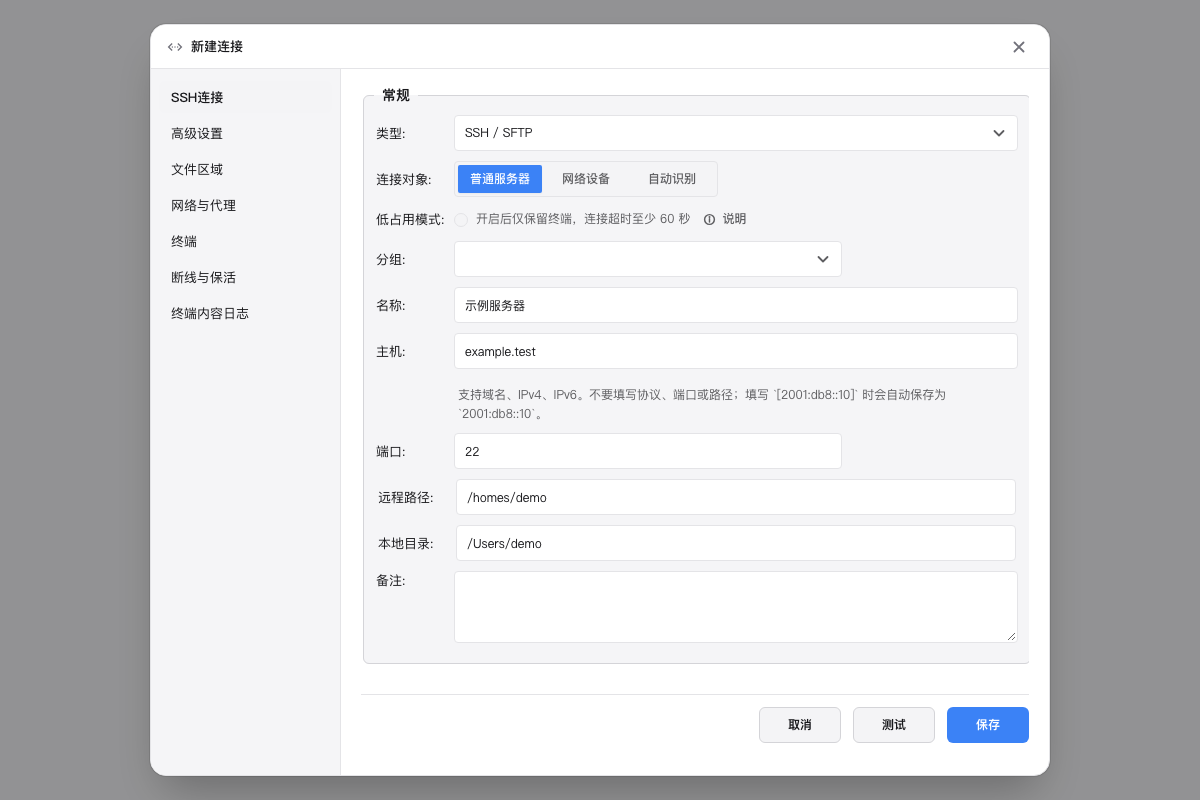 新建连接
SSH连接
高级设置
文件区域
网络与代理
终端
断线与保活
终端内容日志
常规
类型: SSH / SFTP
连接对象: 普通服务器 网络设备 自动识别
低占用模式: 开启后仅保留终端，连接超时至少 60 秒 说明
分组:
名称: 示例服务器
主机: example.test
支持域名、IPv4、IPv6。不要填写协议、端口或路径；填写 `[2001:db8::10]` 时会自动保存为
`2001:db8::10`。
端口: 22
远程路径: /homes/demo
本地目录: /Users/demo
备注:
取消 测试 保存